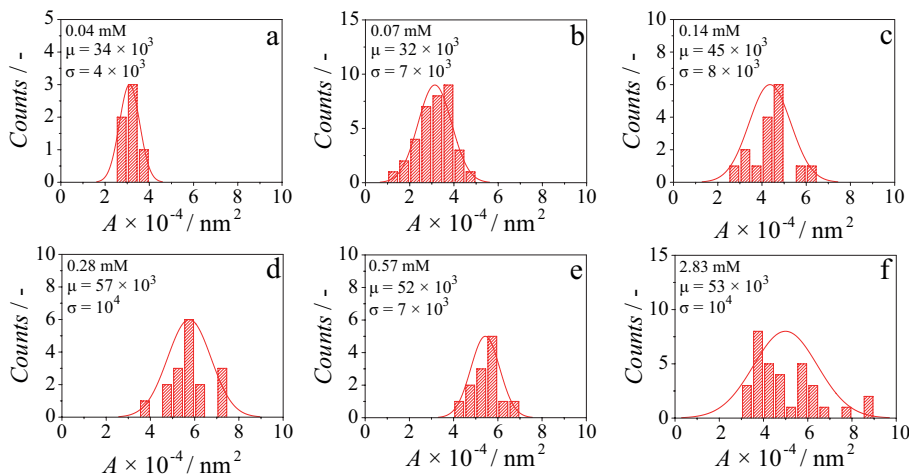 a
0.04 mM
μ = 34 × 10³
σ = 4 × 10³
Counts / -
5
4
3
2
1
0
0 2 4 6 8 10
A × 10⁻⁴ / nm²
b
0.07 mM
μ = 32 × 10³
σ = 7 × 10³
Counts / -
15
10
5
0
0 2 4 6 8 10
A × 10⁻⁴ / nm²
c
0.14 mM
μ = 45 × 10³
σ = 8 × 10³
Counts / -
10
8
6
4
2
0
0 2 4 6 8 10
A × 10⁻⁴ / nm²
d
0.28 mM
μ = 57 × 10³
σ = 10⁴
Counts / -
10
8
6
4
2
0
0 2 4 6 8 10
A × 10⁻⁴ / nm²
e
0.57 mM
μ = 52 × 10³
σ = 7 × 10³
Counts / -
10
8
6
4
2
0
0 2 4 6 8 10
A × 10⁻⁴ / nm²
f
2.83 mM
μ = 53 × 10³
σ = 10⁴
Counts / -
15
10
5
0
0 2 4 6 8 10
A × 10⁻⁴ / nm²